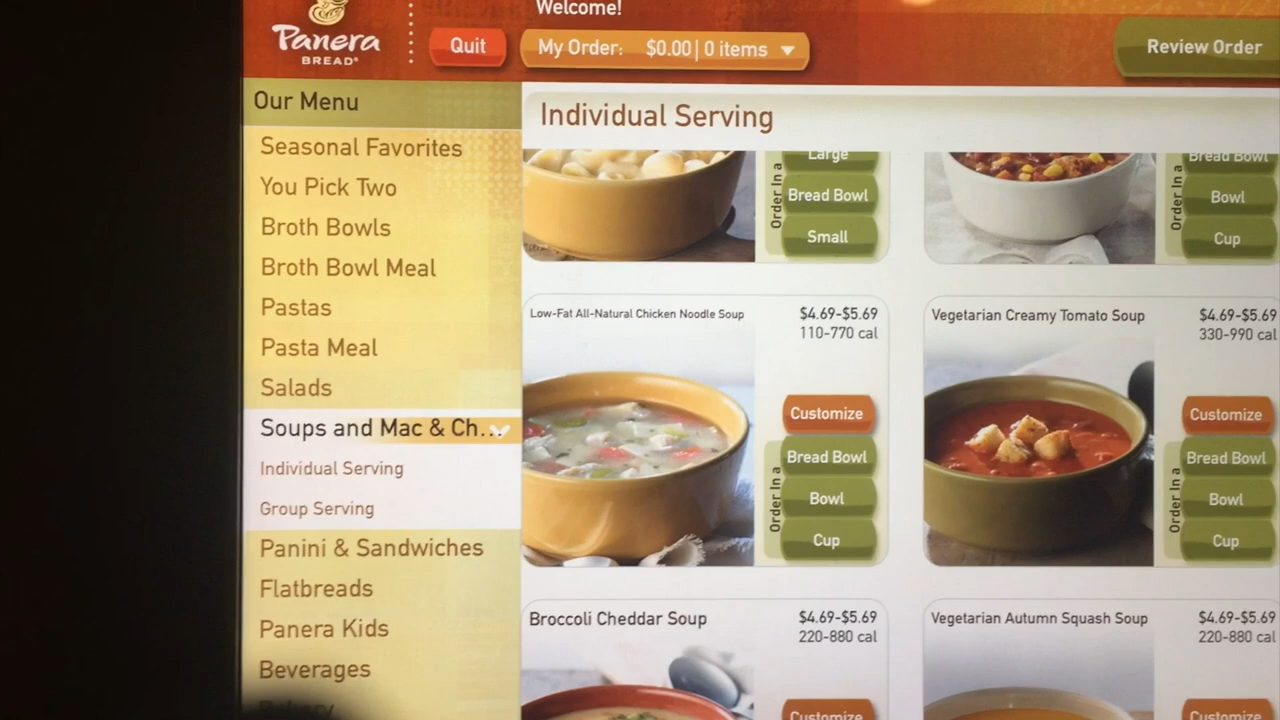 Welcome!
Panera
BREAD®
Quit
My Order: $0.00 | 0 items
Review Order
Our Menu
Seasonal Favorites
You Pick Two
Broth Bowls
Broth Bowl Meal
Pastas
Pasta Meal
Salads
Soups and Mac & Ch...
Individual Serving
Group Serving
Panini & Sandwiches
Flatbreads
Panera Kids
Beverages
Bakery
Individual Serving
Order In a
Large
Bread Bowl
Small
Order In a
Bread Bowl
Bowl
Cup
Low-Fat All-Natural Chicken Noodle Soup
$4.69-$5.69
110-770 cal
Customize
Order In a
Bread Bowl
Bowl
Cup
Vegetarian Creamy Tomato Soup
$4.69-$5.69
330-990 cal
Customize
Order In a
Bread Bowl
Bowl
Cup
Broccoli Cheddar Soup
$4.69-$5.69
220-880 cal
Customize
Vegetarian Autumn Squash Soup
$4.69-$5.69
220-880 cal
Customize